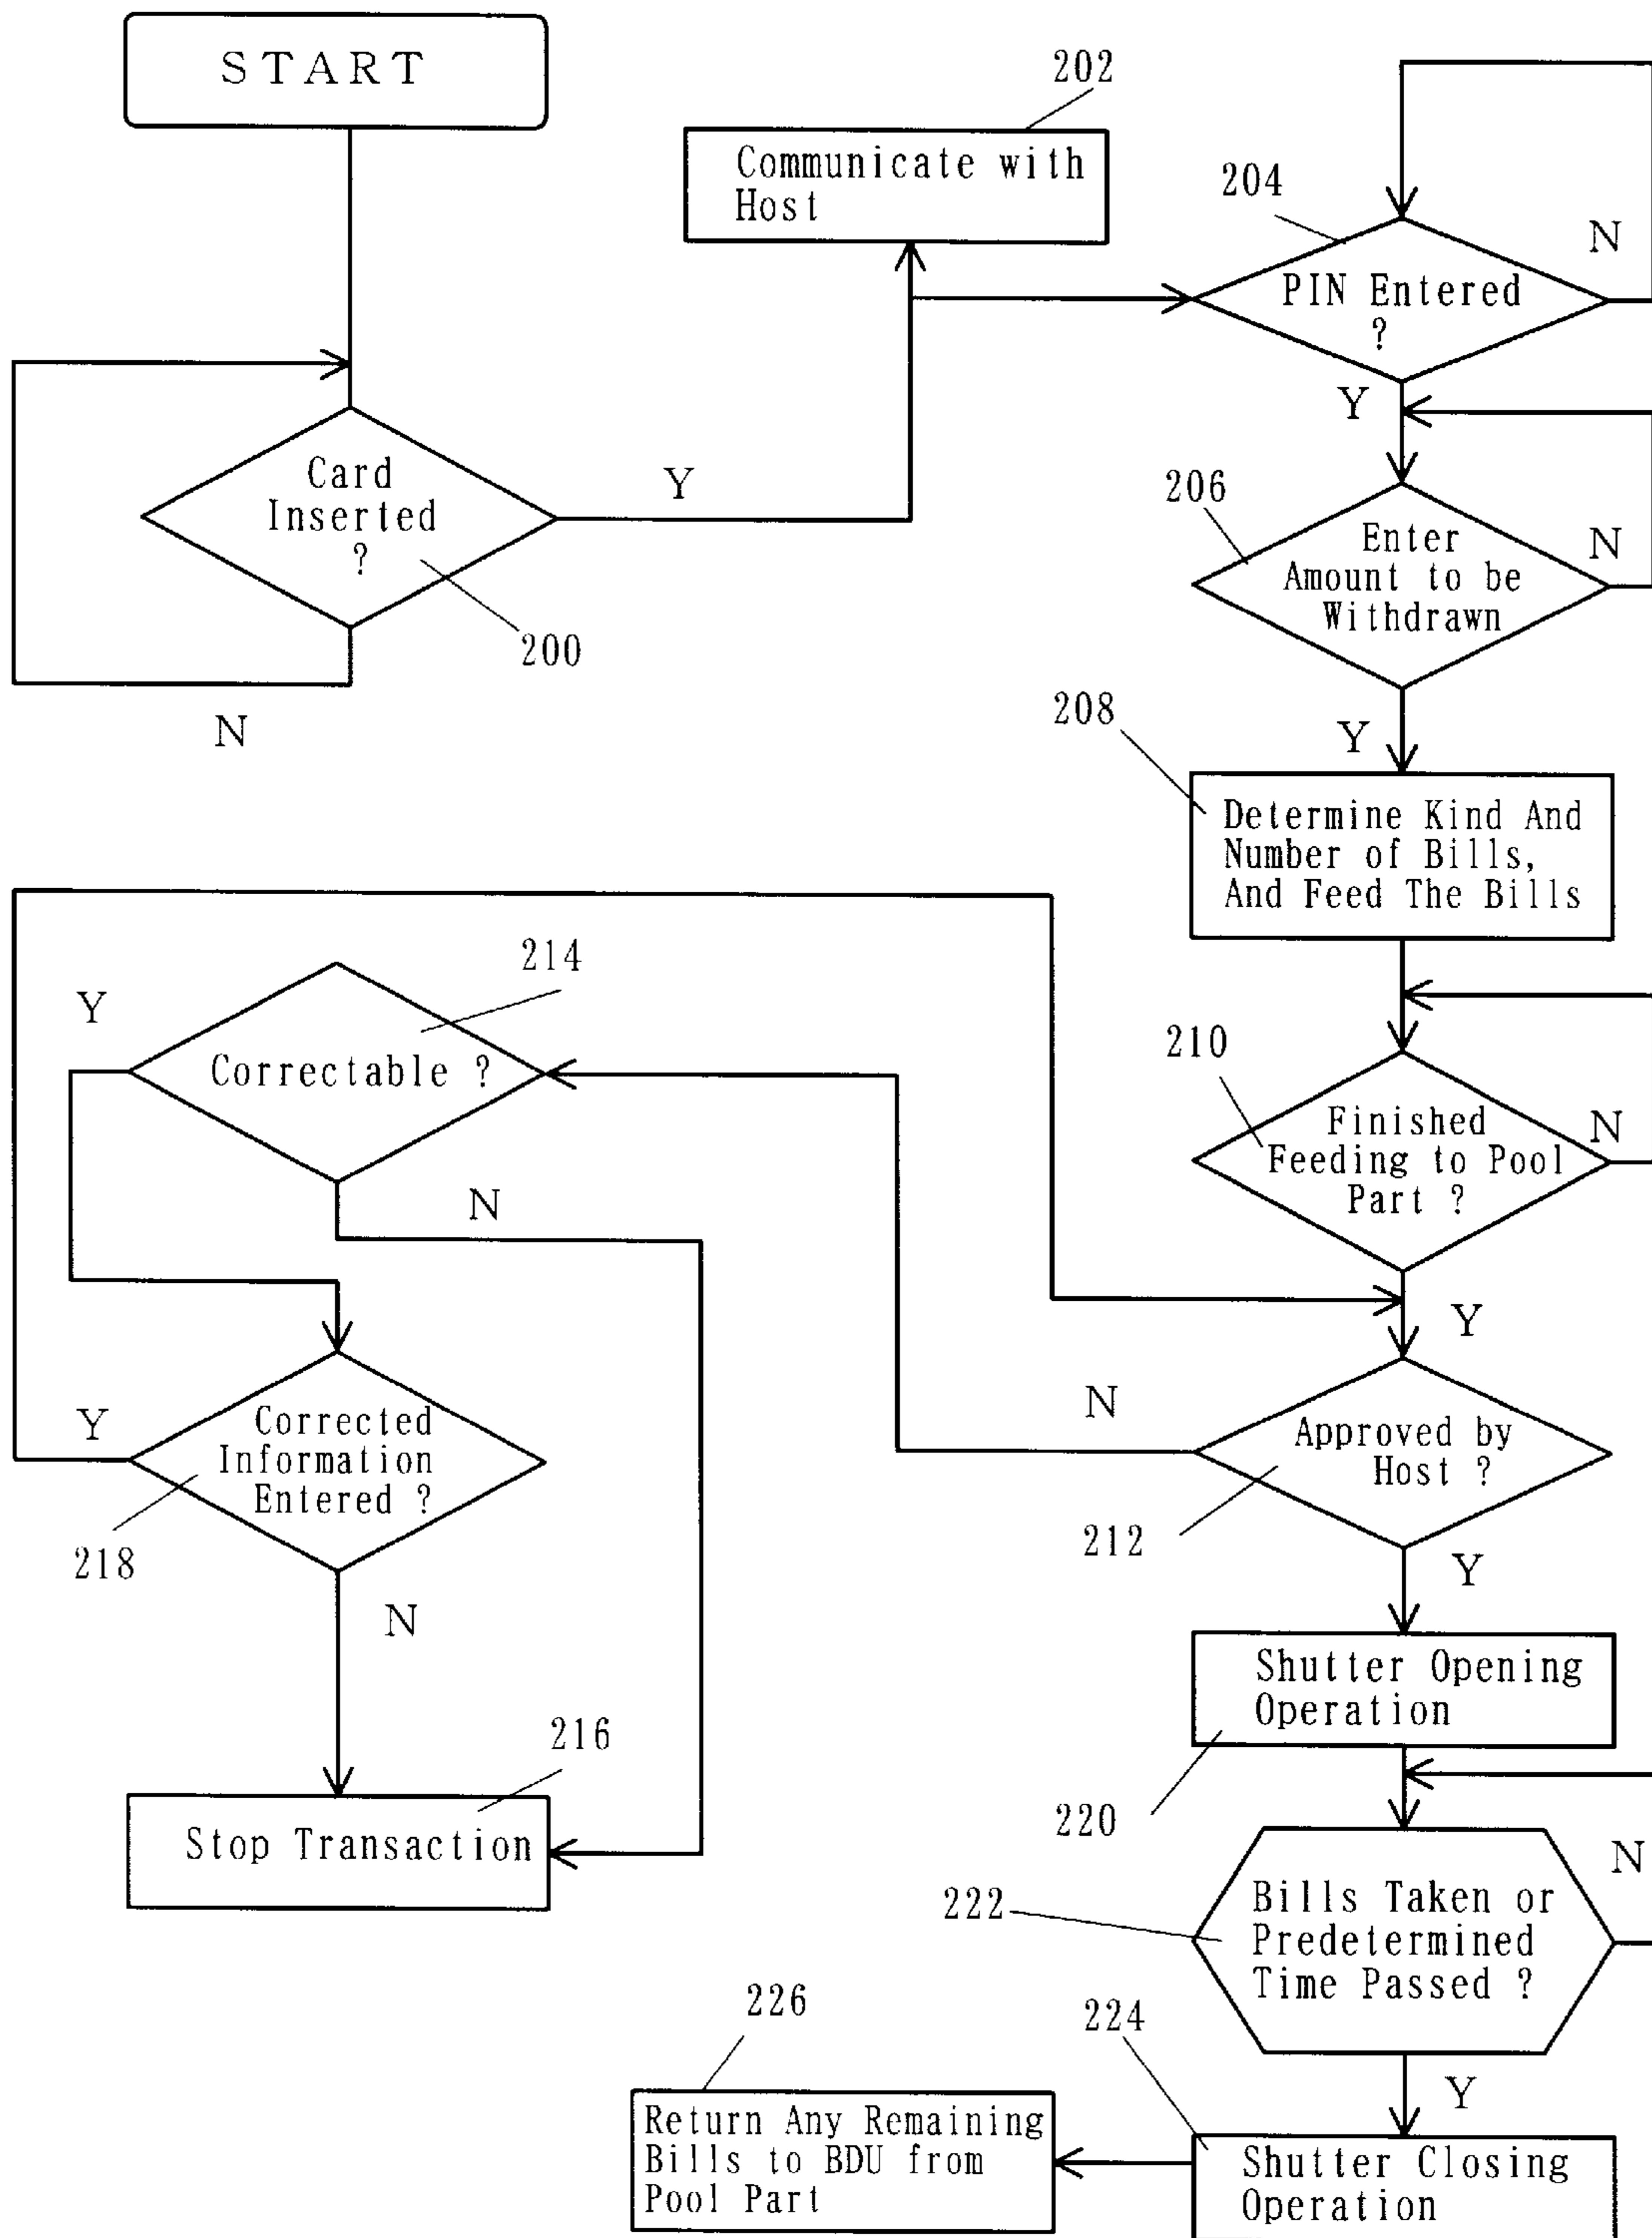 START
202
Communicate with
Host
204
N
PIN Entered
?
Y
Card
Inserted
?
Y
200
N
206
N
Enter
Amount to be
Withdrawn
Y
208
Determine Kind And
Number of Bills,
And Feed The Bills
214
Y
Correctable ?
N
210
N
Finished
Feeding to Pool
Part ?
Y
Y
Corrected
Information
Entered ?
218
N
N
Approved by
Host ?
212
Y
216
Stop Transaction
Shutter Opening
Operation
220
N
222
Bills Taken or
Predetermined
Time Passed ?
Y
226
Return Any Remaining
Bills to BDU from
Pool Part
224
Shutter Closing
Operation